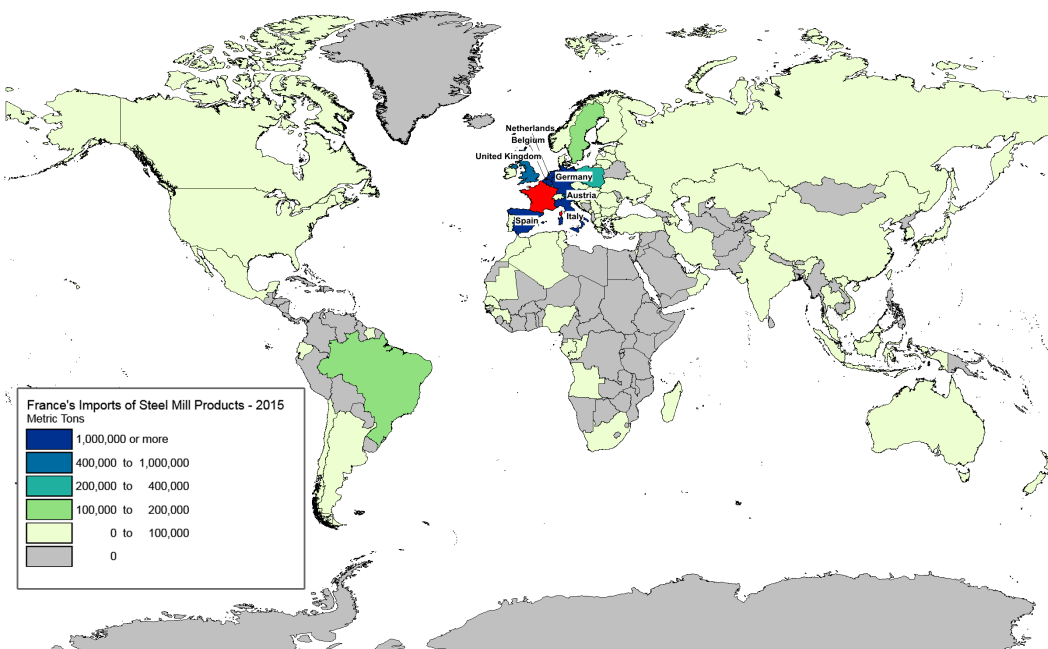 Netherlands
Belgium
United Kingdom
Germany
Austria
Spain
Italy
France's Imports of Steel Mill Products - 2015
Metric Tons
1,000,000 or more
400,000 to 1,000,000
200,000 to 400,000
100,000 to 200,000
0 to 100,000
0